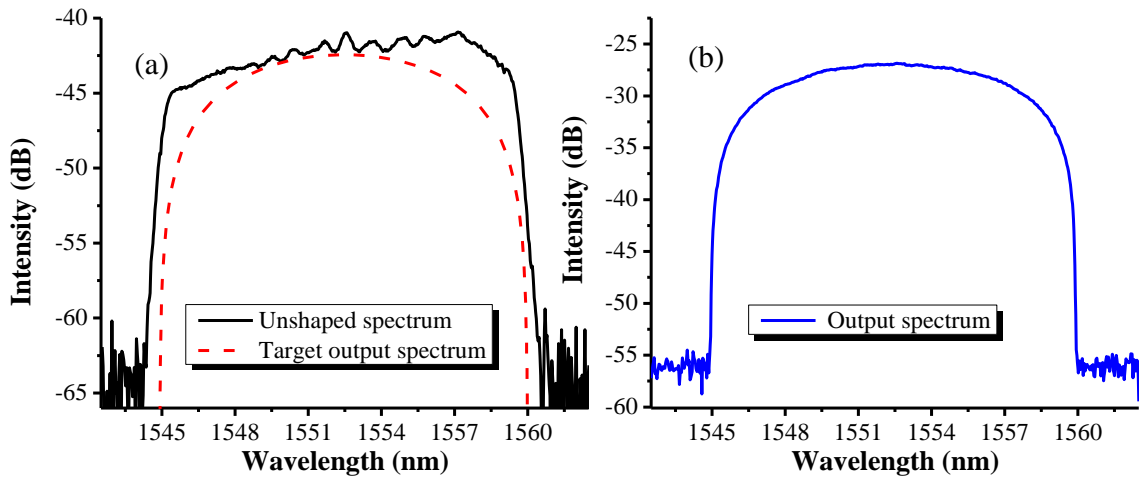 (a)
Intensity (dB)
-40
-45
-50
-55
-60
-65
Unshaped spectrum
Target output spectrum
1545 1548 1551 1554 1557 1560
Wavelength (nm)
(b)
Intensity (dB)
-25
-30
-35
-40
-45
-50
-55
-60
Output spectrum
1545 1548 1551 1554 1557 1560
Wavelength (nm)